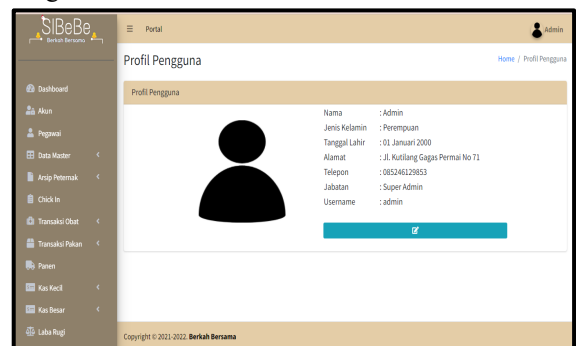 SIBeBe
Berkah Bersama
Portal
Admin
Profil Pengguna
Home / Profil Pengguna
Dashboard
Akun
Pegawai
Data Master
Arsip Peternak
Chick In
Transaksi Obat
Transaksi Pakan
Panen
Kas Kecil
Kas Besar
Laba Rugi
Profil Pengguna
Nama : Admin
Jenis Kelamin : Perempuan
Tanggal Lahir : 01 Januari 2000
Alamat : Jl. Kutilang Gagas Permai No 71
Telepon : 085246129853
Jabatan : Super Admin
Username : admin
Copyright © 2021-2022. Berkah Bersama